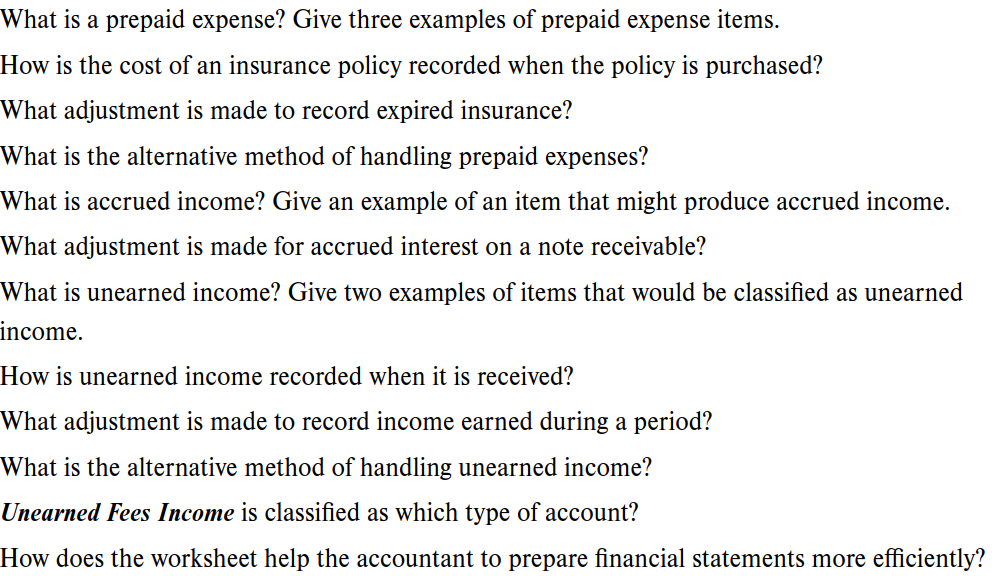 What is a prepaid expense? Give three examples of prepaid expense items.
How is the cost of an insurance policy recorded when the policy is purchased?
What adjustment is made to record expired insurance?
What is the alternative method of handling prepaid expenses?
What is accrued income? Give an example of an item that might produce accrued income.
What adjustment is made for accrued interest on a note receivable?
What is unearned income? Give two examples of items that would be classified as unearned
income.
How is unearned income recorded when it is received?
What adjustment is made to record income earned during a period?
What is the alternative method of handling unearned income?
Unearned Fees Income is classified as which type of account?
How does the worksheet help the accountant to prepare financial statements more efficiently?